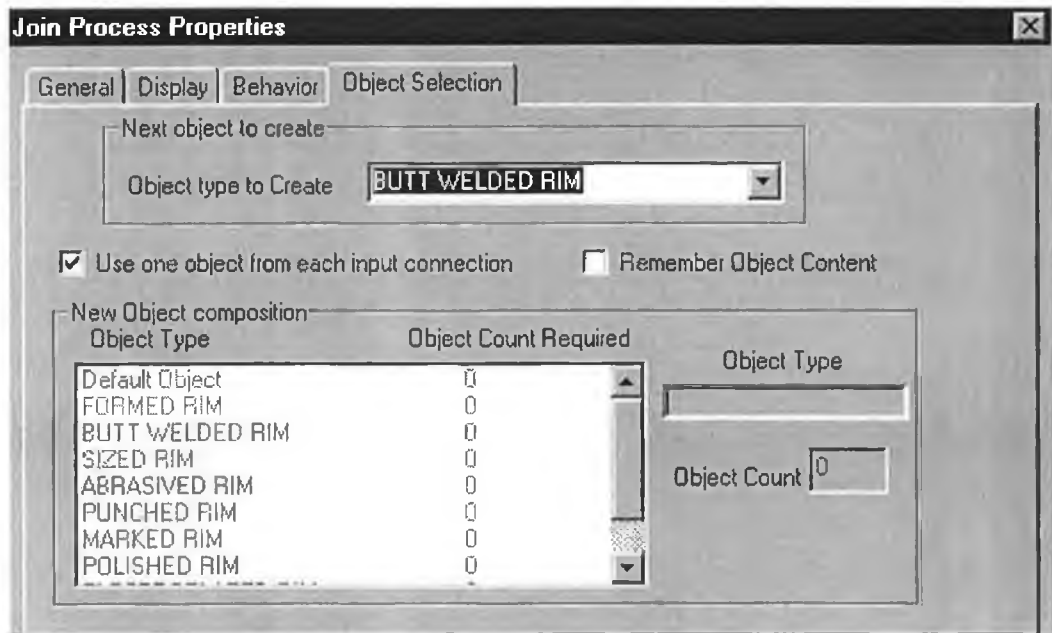 Join Process Properties
General Display Behavior Object Selection
Next object to create
Object type to Create BUTT WELDED RIM
Use one object from each input connection Remember Object Content
New Object composition
Object Type Object Count Required
Default Object 0
FORMED RIM 0
BUTT WELDED RIM 0
SIZED RIM 0
ABRASIVED RIM 0
PUNCHED RIM 0
MARKED RIM 0
POLISHED RIM 0
Object Type
Object Count 0